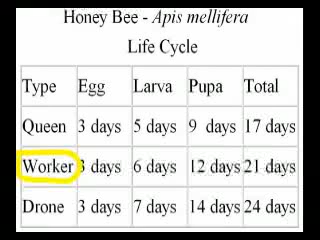 Honey Bee - Apis mellifera
Life Cycle
Type Egg Larva Pupa Total
Queen 3 days 5 days 9 days 17 days
Worker 3 days 6 days 12 days 21 days
Drone 3 days 7 days 14 days 24 days